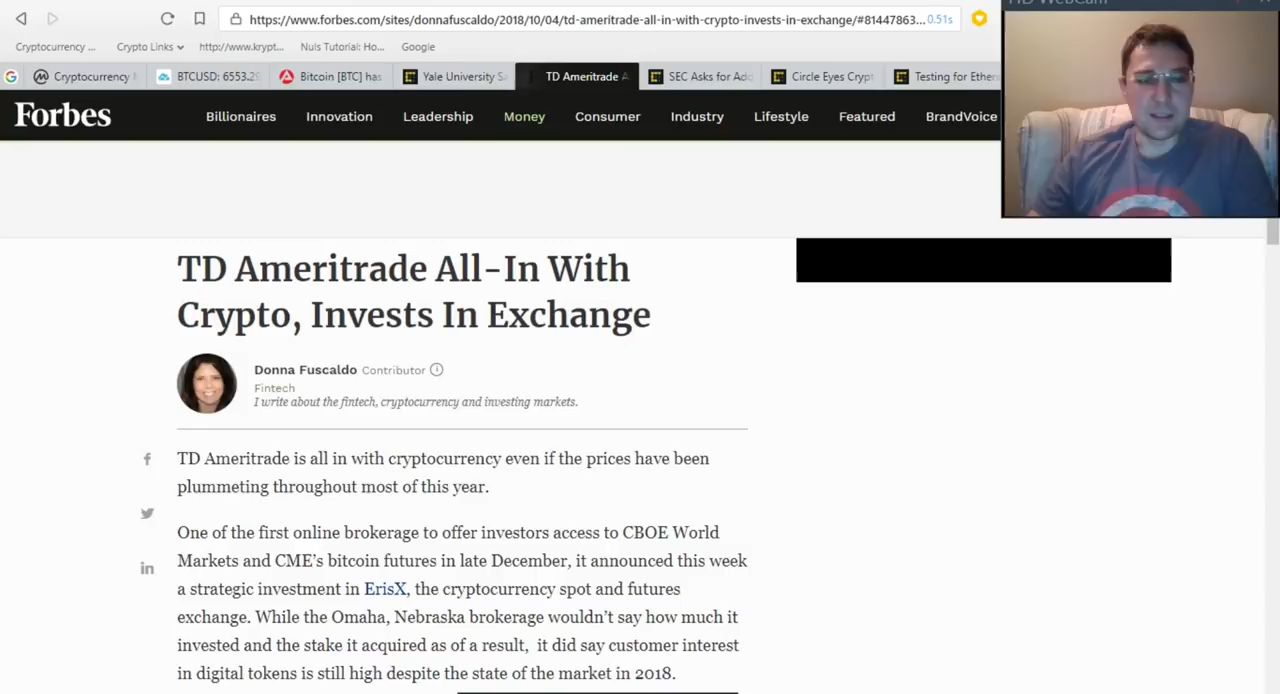 https://www.forbes.com/sites/donnafuscaldo/2018/10/04/td-ameritrade-all-in-with-crypto-invests-in-exchange/#81447863... 0.51s
HD WebCam
Cryptocurrency ... Crypto Links http://www.krypt... Nuls Tutorial: Ho... Google
Cryptocurrency BTCUSD: 6553.29 Bitcoin [BTC] has Yale University TD Ameritrade SEC Asks for Circle Eyes Crypt Testing for
Forbes Billionaires Innovation Leadership Money Consumer Industry Lifestyle Featured BrandVoice
TD Ameritrade All-In With
Crypto, Invests In Exchange
Donna Fuscaldo Contributor
Fintech
I write about the fintech, cryptocurrency and investing markets.
TD Ameritrade is all in with cryptocurrency even if the prices have been
plummeting throughout most of this year.
One of the first online brokerage to offer investors access to CBOE World
Markets and CME’s bitcoin futures in late December, it announced this week
a strategic investment in ErisX, the cryptocurrency spot and futures
exchange. While the Omaha, Nebraska brokerage wouldn’t say how much it
invested and the stake it acquired as of a result, it did say customer interest
in digital tokens is still high despite the state of the market in 2018.